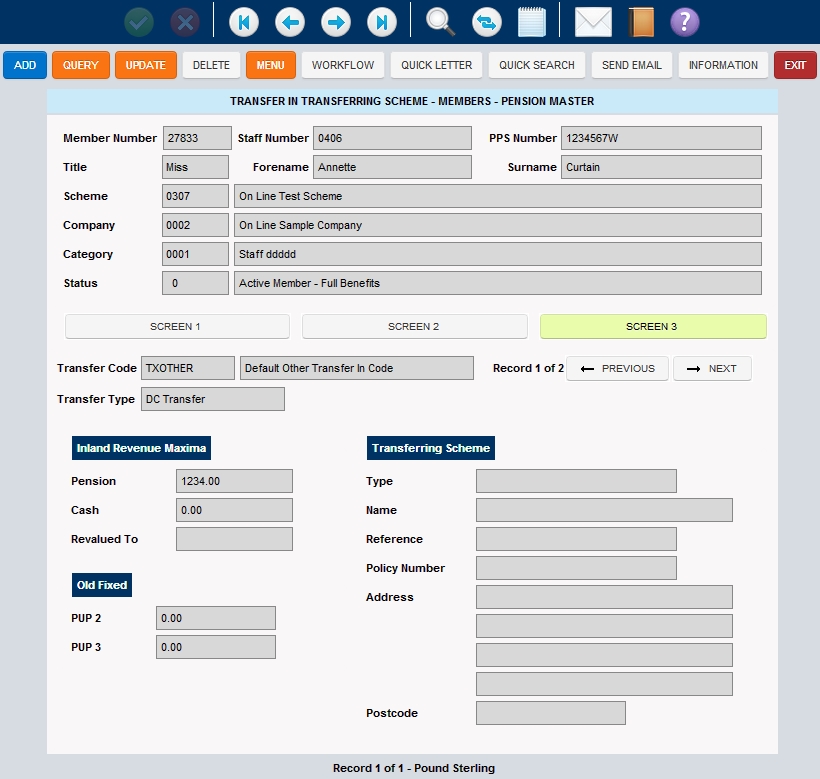 ADD QUERY UPDATE DELETE MENU WORKFLOW QUICK LETTER QUICK SEARCH SEND EMAIL INFORMATION EXIT
TRANSFER IN TRANSFERRING SCHEME - MEMBERS - PENSION MASTER
Member Number 27833 Staff Number 0406 PPS Number 1234567W
Title Miss Forename Annette Surname Curtain
Scheme 0307 On Line Test Scheme
Company 0002 On Line Sample Company
Category 0001 Staff ddddd
Status 0 Active Member - Full Benefits
SCREEN 1 SCREEN 2 SCREEN 3
Transfer Code TXOTHER Default Other Transfer In Code Record 1 of 2 PREVIOUS NEXT
Transfer Type DC Transfer
Inland Revenue Maxima
Pension 1234.00
Cash 0.00
Revalued To
Old Fixed
PUP 2 0.00
PUP 3 0.00
Transferring Scheme
Type
Name
Reference
Policy Number
Address
Postcode
Record 1 of 1 - Pound Sterling